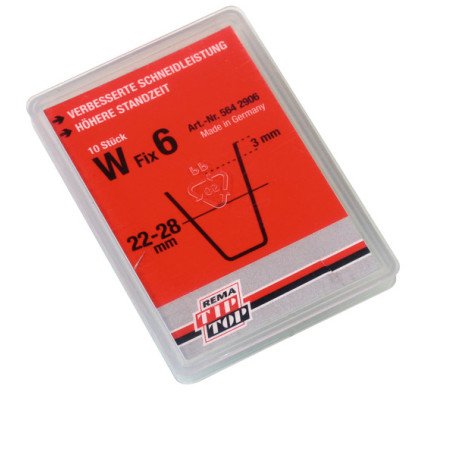 VERBESSERTE SCHNEIDLEISTUNG
HÖHERE STANDZEIT
10 Stück
W Fix 6
Art.-Nr. 564 2906
Made in Germany
3 mm
22-28
mm
REMA
TIP
TOP